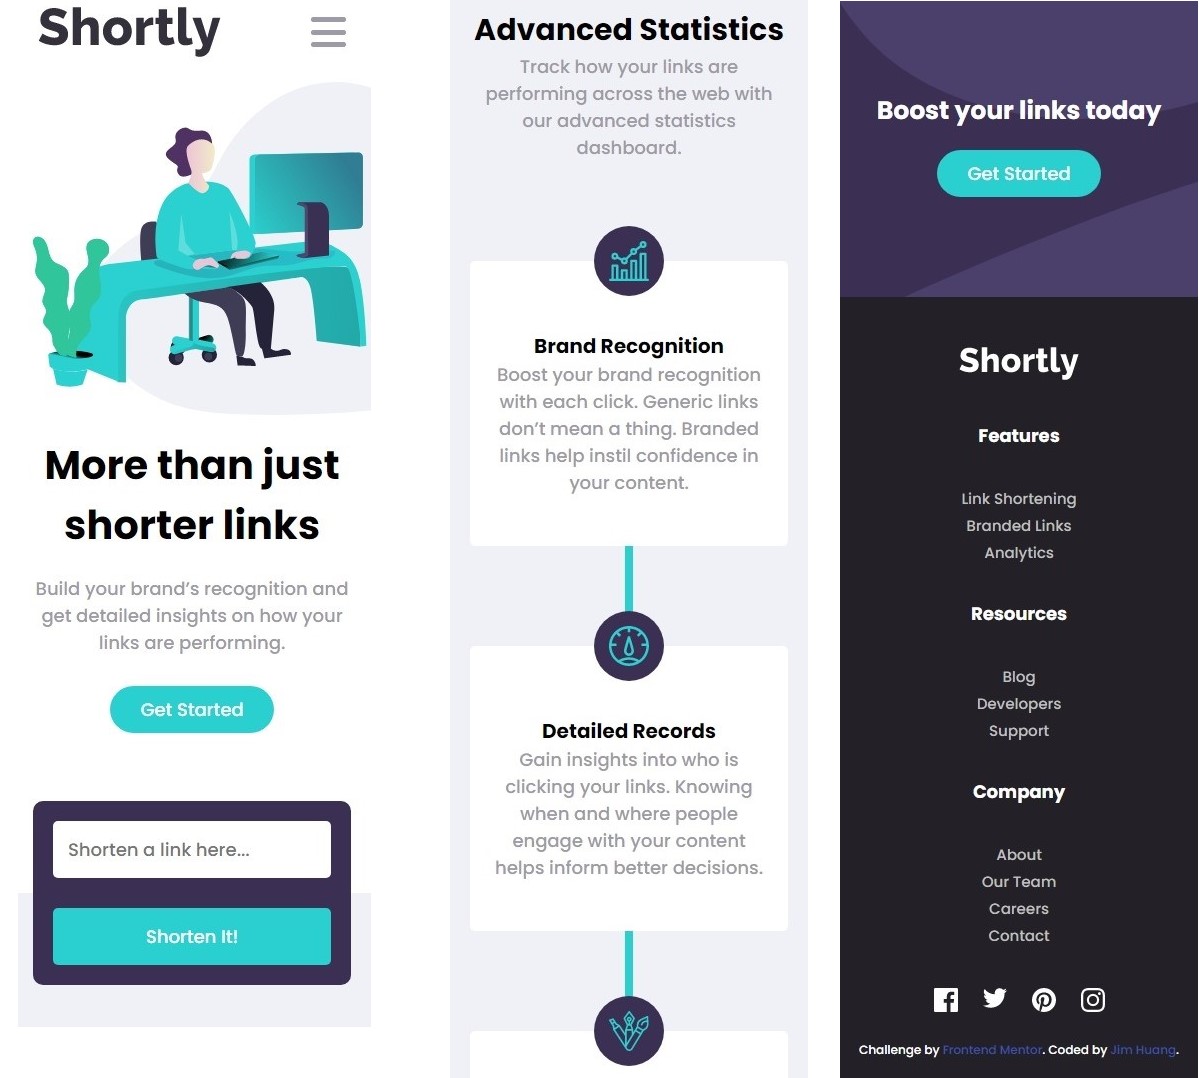 Shortly
More than just
shorter links
Build your brand’s recognition and
get detailed insights on how your
links are performing.
Get Started
Shorten a link here...
Shorten It!
Advanced Statistics
Track how your links are
performing across the web with
our advanced statistics
dashboard.
Brand Recognition
Boost your brand recognition
with each click. Generic links
don’t mean a thing. Branded
links help instil confidence in
your content.
Detailed Records
Gain insights into who is
clicking your links. Knowing
when and where people
engage with your content
helps inform better decisions.
Boost your links today
Get Started
Shortly
Features
Link Shortening
Branded Links
Analytics
Resources
Blog
Developers
Support
Company
About
Our Team
Careers
Contact
Challenge by Frontend Mentor. Coded by Jim Huang.